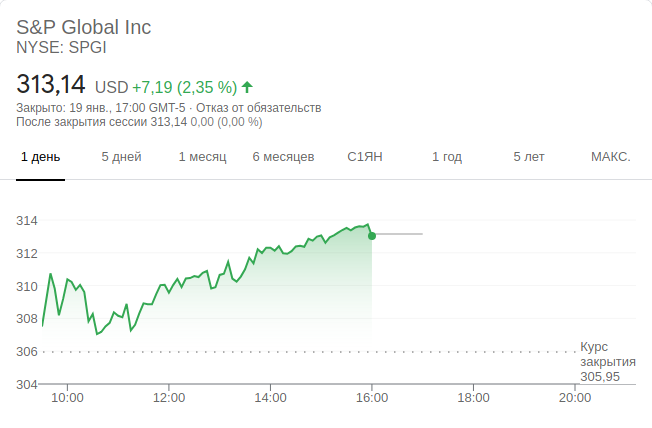 S&P Global Inc
NYSE: SPGI
313,14 USD +7,19 (2,35 %)
Закрыто: 19 янв., 17:00 GMT-5 · Отказ от обязательств
После закрытия сессии 313,14 0,00 (0,00 %)
1 день 5 дней 1 месяц 6 месяцев С1ЯН 1 год 5 лет МАКС.
314
312
310
308
306
304
Курс
закрытия
305,95
10:00 12:00 14:00 16:00 18:00 20:00